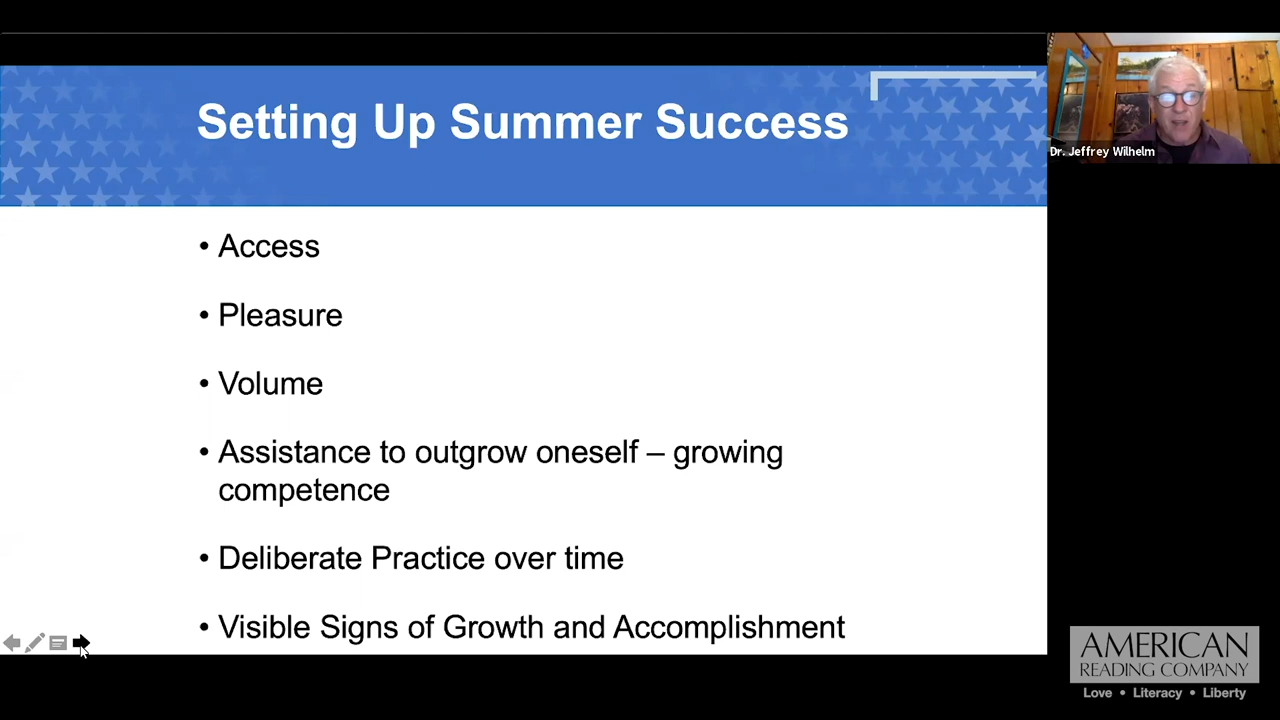 Setting Up Summer Success
Dr. Jeffrey Wilhelm
• Access
• Pleasure
• Volume
• Assistance to outgrow oneself – growing
competence
• Deliberate Practice over time
• Visible Signs of Growth and Accomplishment
AMERICAN
READING COMPANY
Love • Literacy • Liberty